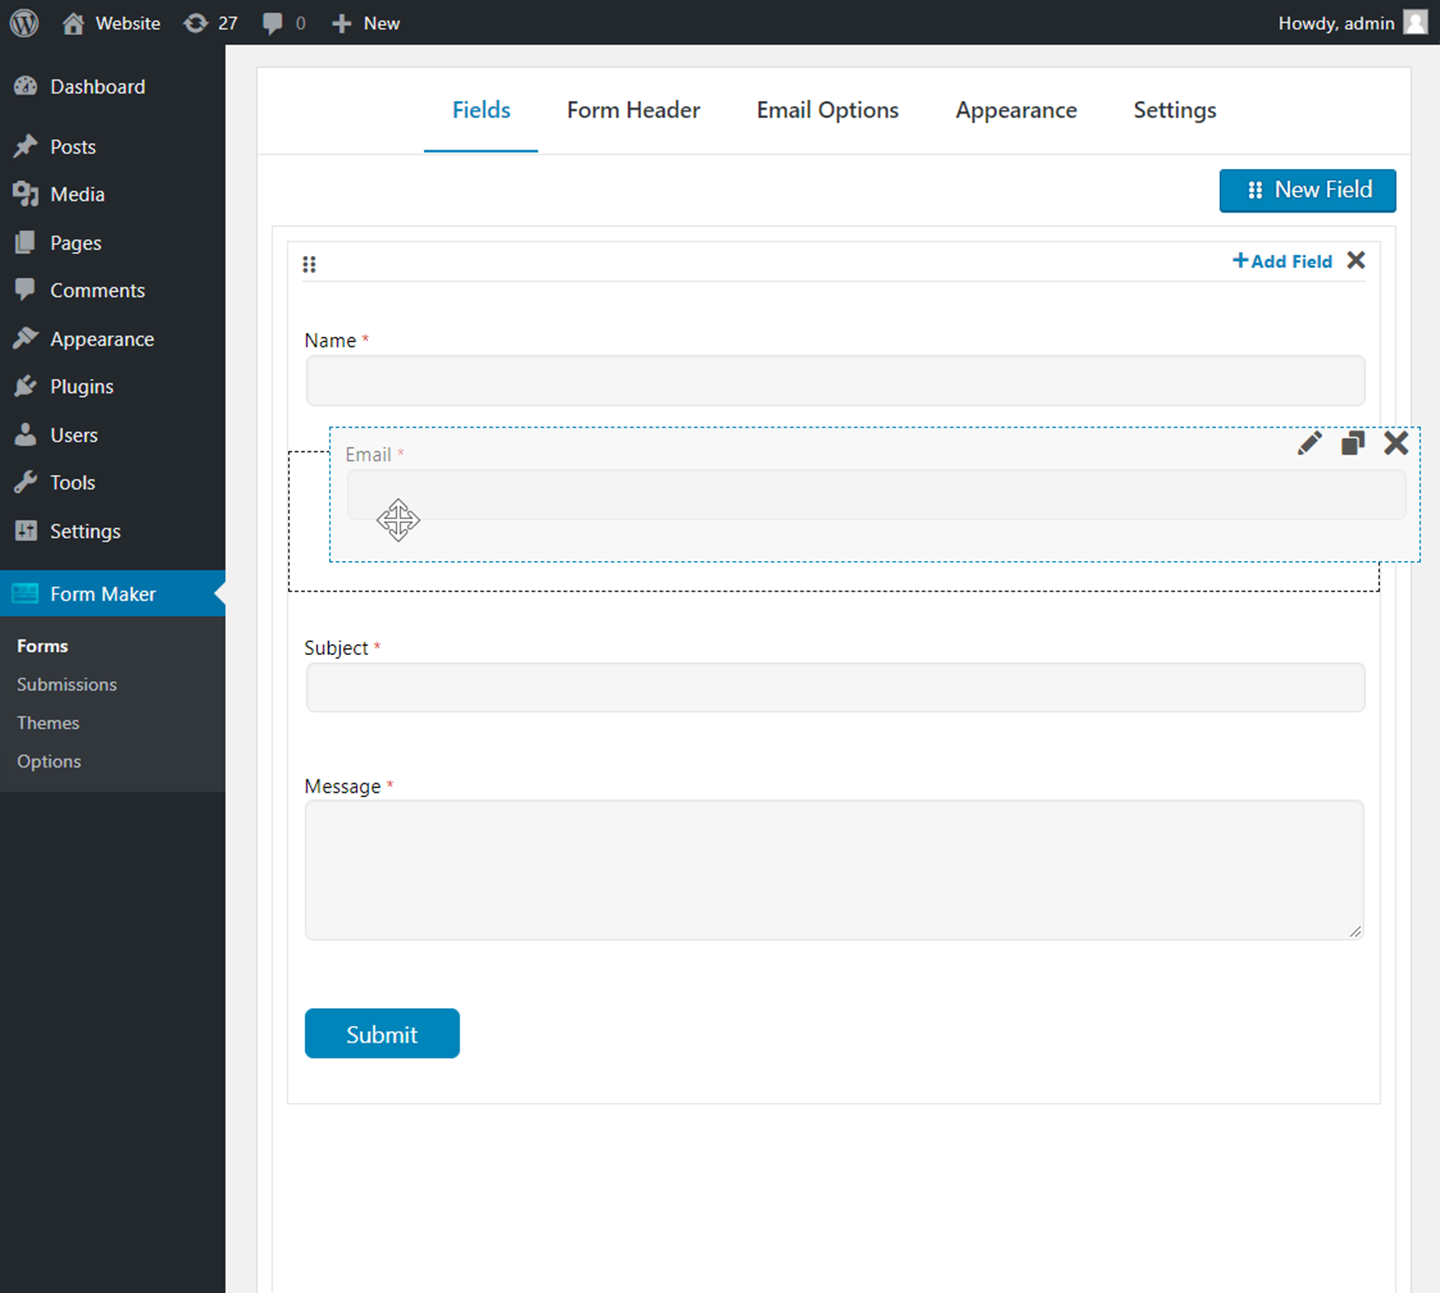 Website 27 0 New Howdy, admin
Dashboard
Posts
Media
Pages
Comments
Appearance
Plugins
Users
Tools
Settings
Form Maker
Forms
Submissions
Themes
Options
Fields Form Header Email Options Appearance Settings
New Field
+Add Field
Name *
Email *
Subject *
Message *
Submit